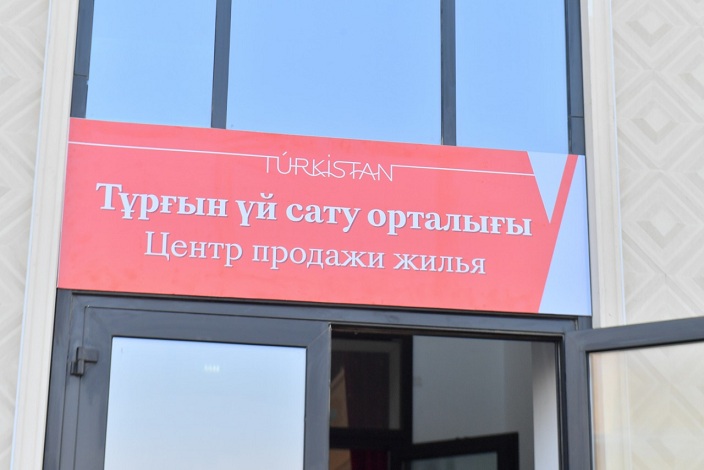 TÚRKISTAN
Тұрғын үй сату орталығы
Центр продажи жилья